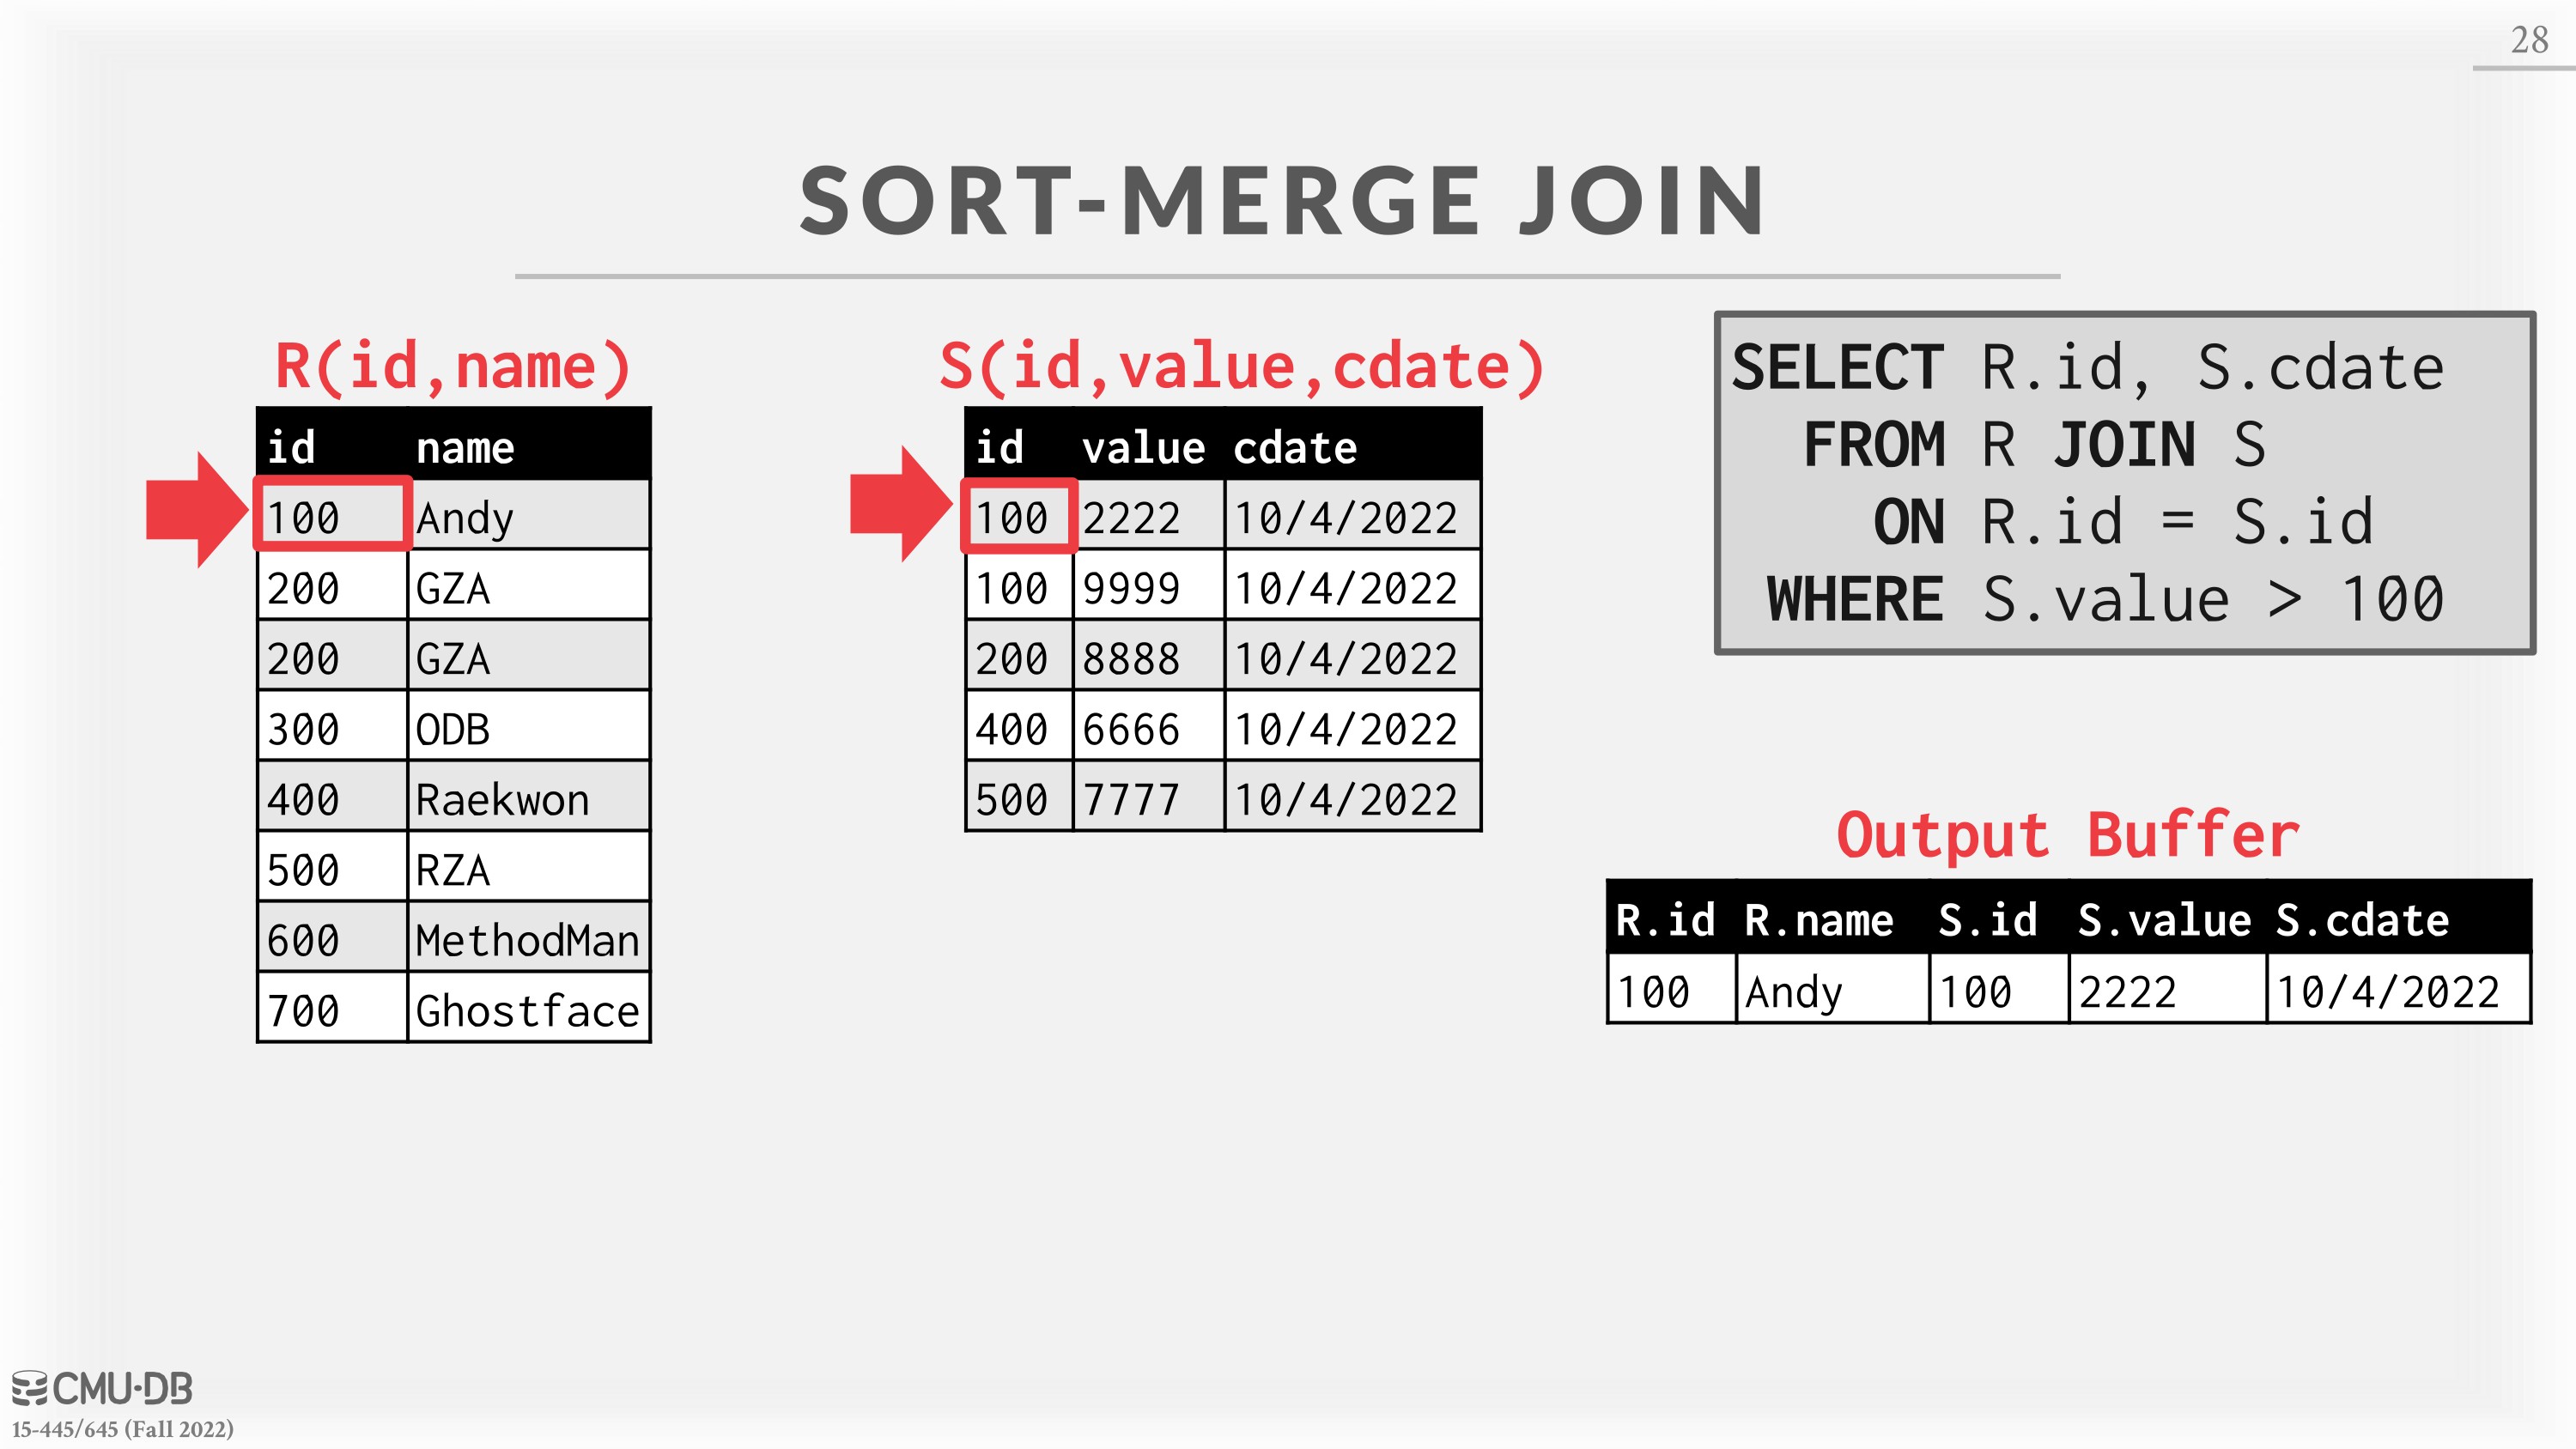 28
SORT-MERGE JOIN
R(id,name)
id name
100 Andy
200 GZA
200 GZA
300 ODB
400 Raekwon
500 RZA
600 MethodMan
700 Ghostface
S(id,value,cdate)
id value cdate
100 2222 10/4/2022
100 9999 10/4/2022
200 8888 10/4/2022
400 6666 10/4/2022
500 7777 10/4/2022
SELECT R.id, S.cdate
FROM R JOIN S
ON R.id = S.id
WHERE S.value > 100
Output Buffer
R.id R.name S.id S.value S.cdate
100 Andy 100 2222 10/4/2022
CMU·DB
15-445/645 (Fall 2022)